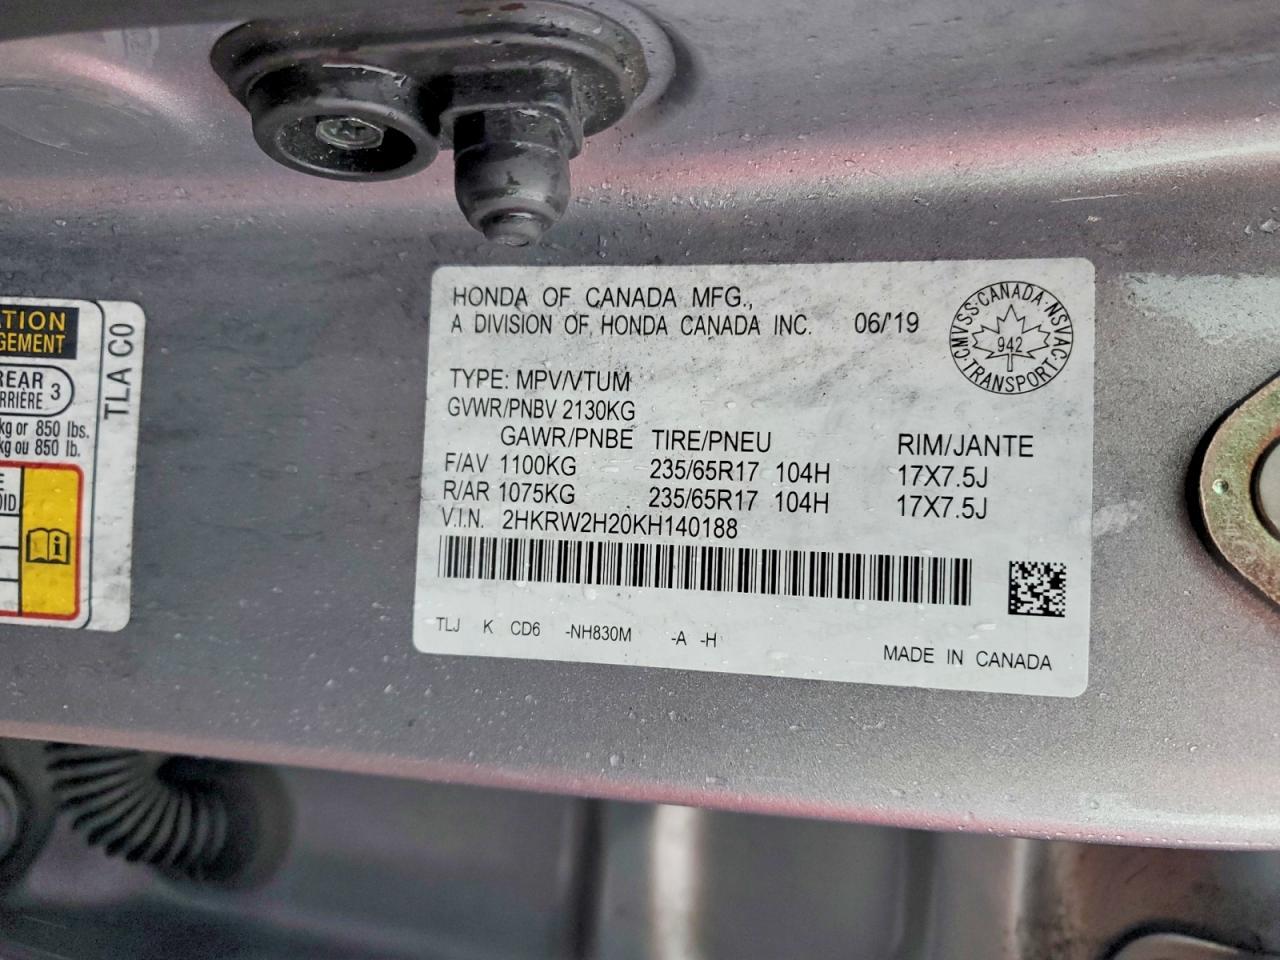 HONDA OF CANADA MFG.,
A DIVISION OF HONDA CANADA INC. 06/'19
CMVSS·CANADA·NSVAC·TRANSPORT·
942
TYPE: MPV/VTUM
GVWR/PNBV 2130KG
GAWR/PNBE TIRE/PNEU RIM/JANTE
F/AV 1100KG 235/65R17 104H 17X7.5J
R/AR 1075KG 235/65R17 104H 17X7.5J
V.I.N. 2HKRW2H20KH140188
TLJ K CD6 -NH830M -A -H
MADE IN CANADA
TLA C0
REAR
3
kg or 850 lbs.
kg ou 850 lb.